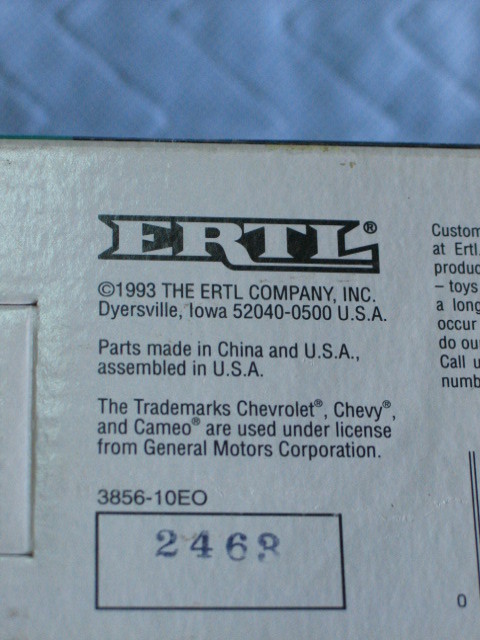 ERTL®
©1993 THE ERTL COMPANY, INC.
Dyersville, Iowa 52040-0500 U.S.A.
Parts made in China and U.S.A.,
assembled in U.S.A.
The Trademarks Chevrolet®, Chevy®,
and Cameo® are used under license
from General Motors Corporation.
3856-10EO
246
Custom
at Ertl.
produc
– toys
a long
occur
do ou
Call u
numb
0